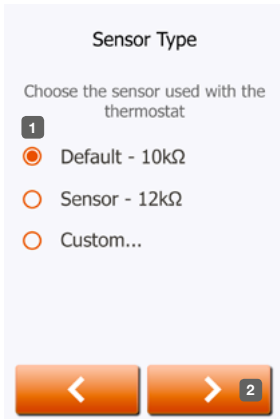 Sensor Type
Choose the sensor used with the
thermostat
1
Default - 10kΩ
Sensor - 12kΩ
Custom...
2